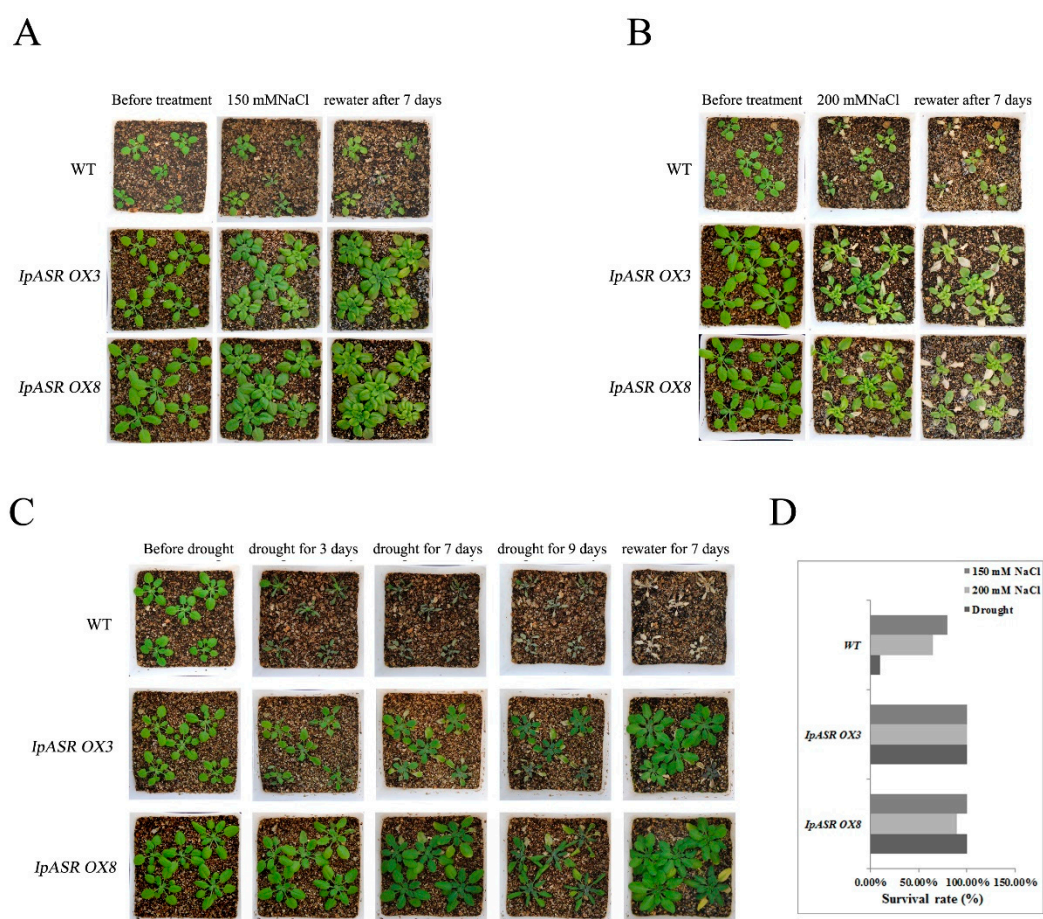 A
Before treatment 150 mMNaCl rewater after 7 days
WT
IpASR OX3
IpASR OX8
B
Before treatment 200 mMNaCl rewater after 7 days
WT
IpASR OX3
IpASR OX8
C
Before drought drought for 3 days drought for 7 days drought for 9 days rewater for 7 days
WT
IpASR OX3
IpASR OX8
D
150 mM NaCl
200 mM NaCl
Drought
WT
IpASR OX3
IpASR OX8
0.00% 50.00% 100.00% 150.00%
Survival rate (%)